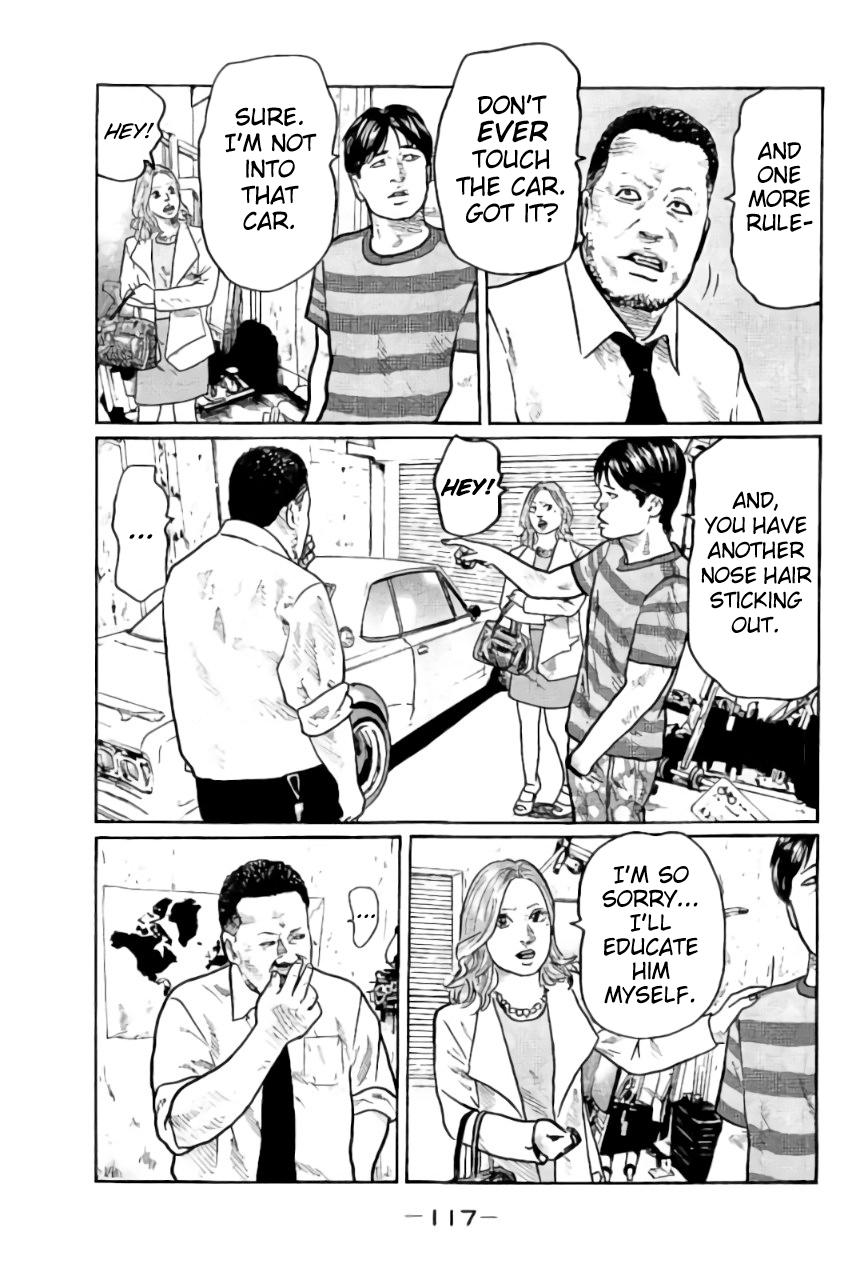 AND
ONE
MORE
RULE-
DON'T
EVER
TOUCH
THE CAR.
GOT IT?
SURE.
I'M NOT
INTO
THAT
CAR.
HEY!
AND,
YOU HAVE
ANOTHER
NOSE HAIR
STICKING
OUT.
HEY!
...
I'M SO
SORRY...
I'LL
EDUCATE
HIM
MYSELF.
...
-117-